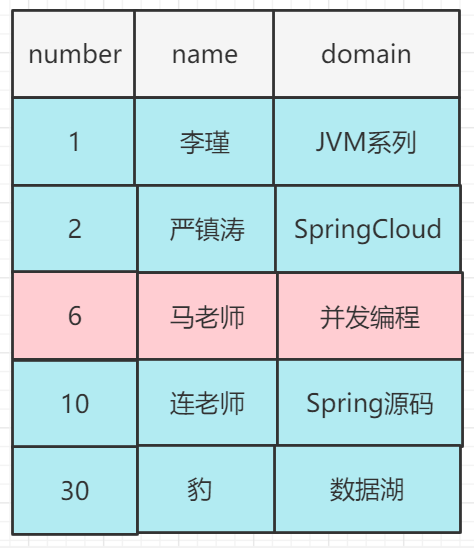 number name domain
1 李瑾 JVM系列
2 严镇涛 SpringCloud
6 马老师 并发编程
10 连老师 Spring源码
30 豹 数据湖